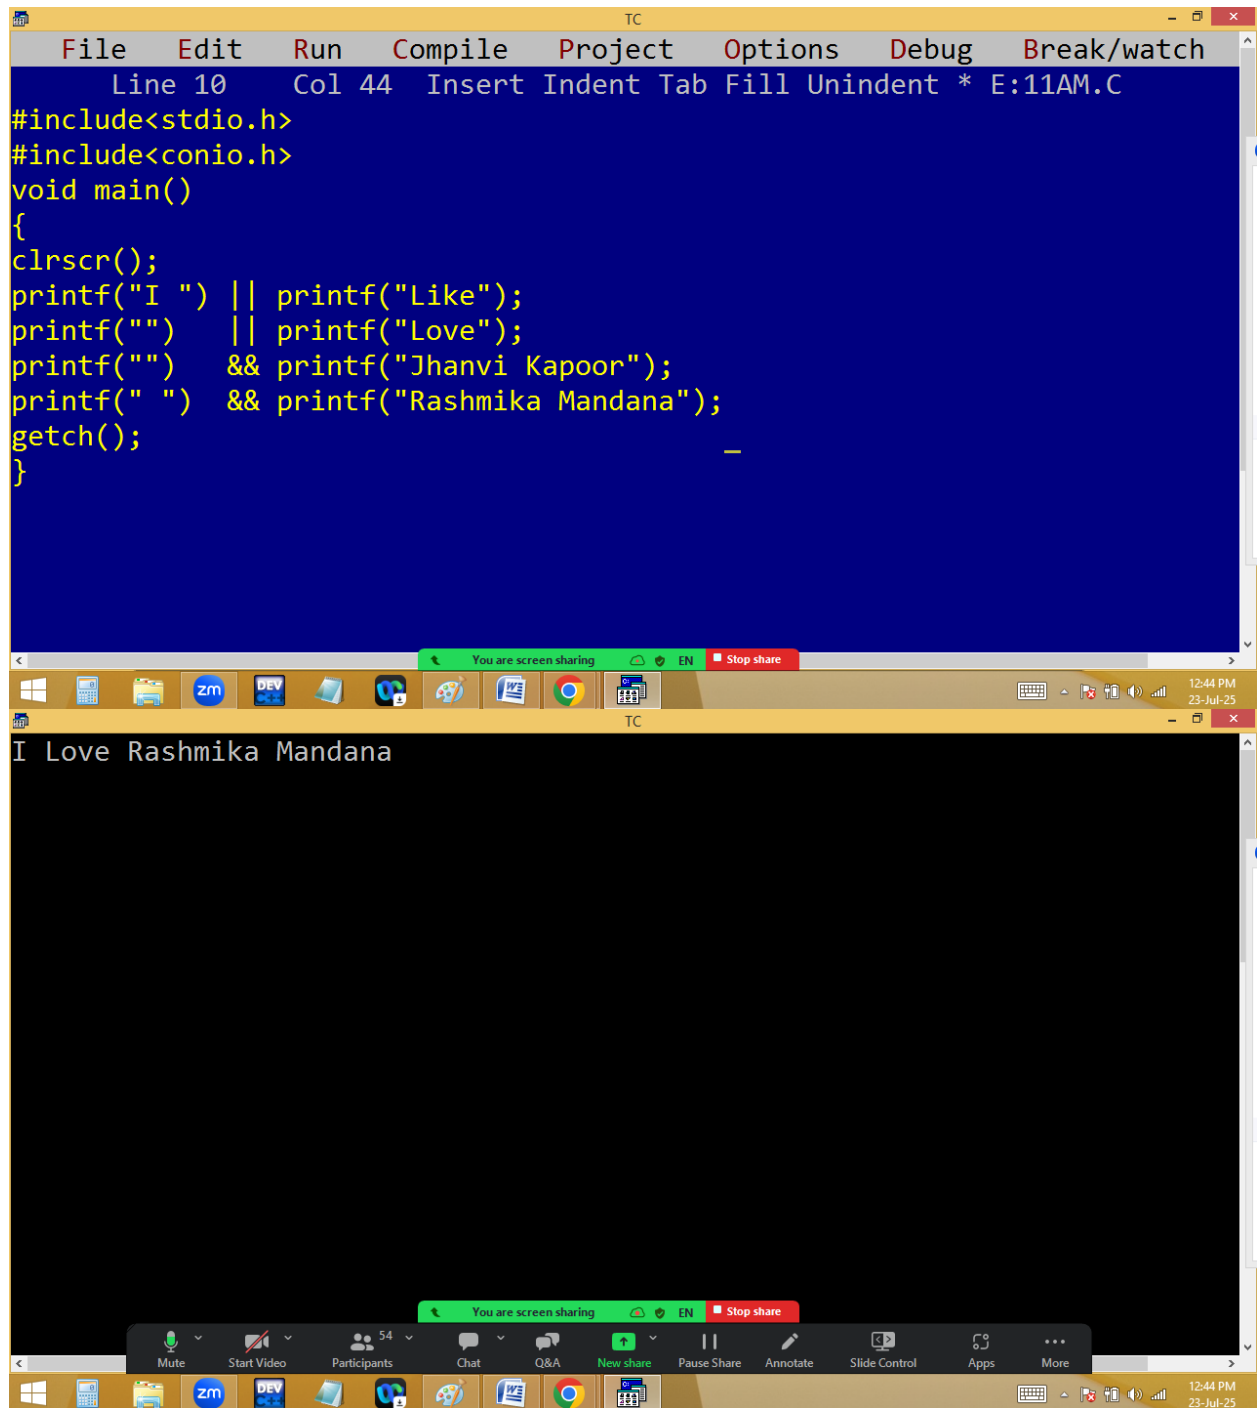 TC
File Edit Run Compile Project Options Debug Break/watch
Line 10 Col 44 Insert Indent Tab Fill Unindent * E:11AM.C
#include<stdio.h>
#include<conio.h>
void main()
{
clrscr();
printf("I ") || printf("Like");
printf("")   || printf("Love");
printf("")   && printf("Jhanvi Kapoor");
printf(" ")  && printf("Rashmika Mandana");
getch();
}
You are screen sharing EN Stop share
zm DEV C++ 12:44 PM
23-Jul-25
TC
I Love Rashmika Mandana
You are screen sharing EN Stop share
54
Mute Start Video Participants Chat Q&A New share Pause Share Annotate Slide Control Apps More
zm DEV C++ 12:44 PM
23-Jul-25